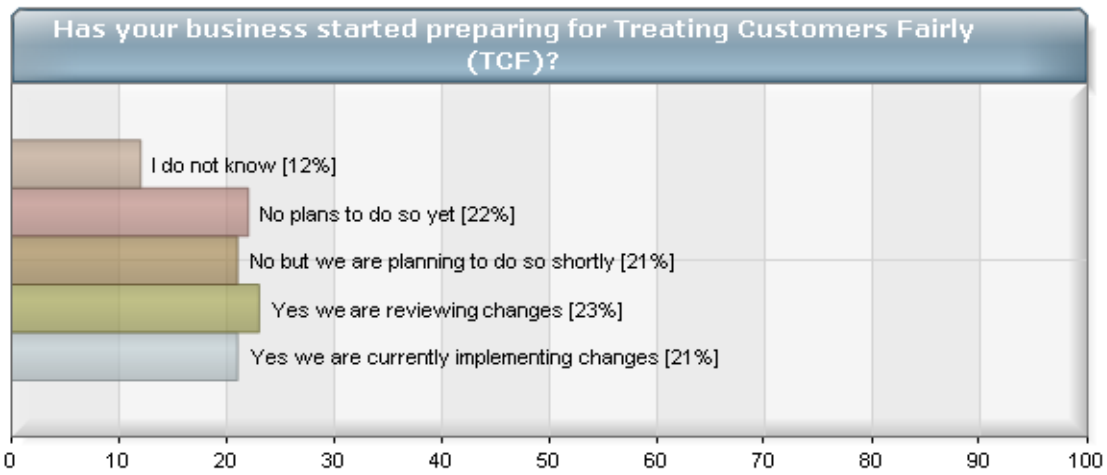 Has your business started preparing for Treating Customers Fairly
(TCF)?
I do not know [12%]
No plans to do so yet [22%]
No but we are planning to do so shortly [21%]
Yes we are reviewing changes [23%]
Yes we are currently implementing changes [21%]
0 10 20 30 40 50 60 70 80 90 100